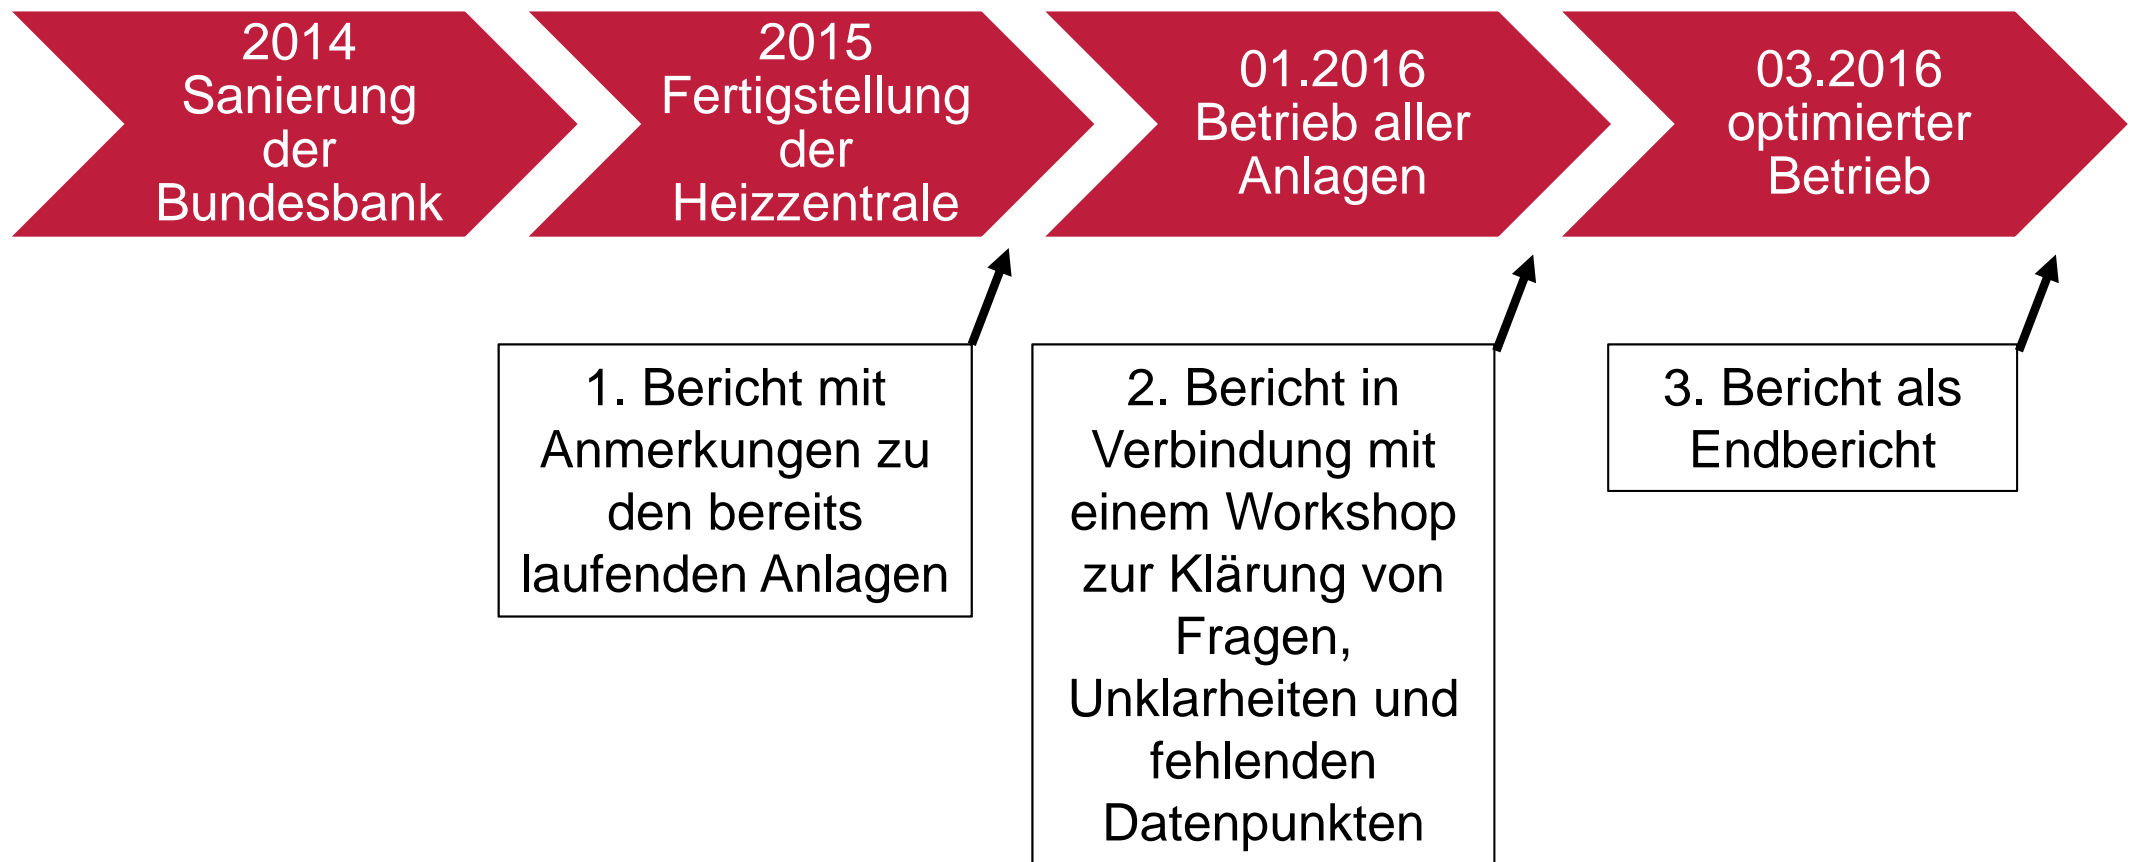 2014
Sanierung
der
Bundesbank
2015
Fertigstellung
der
Heizzentrale
01.2016
Betrieb aller
Anlagen
03.2016
optimierter
Betrieb
1. Bericht mit
Anmerkungen zu
den bereits
laufenden Anlagen
2. Bericht in
Verbindung mit
einem Workshop
zur Klärung von
Fragen,
Unklarheiten und
fehlenden
Datenpunkten
3. Bericht als
Endbericht